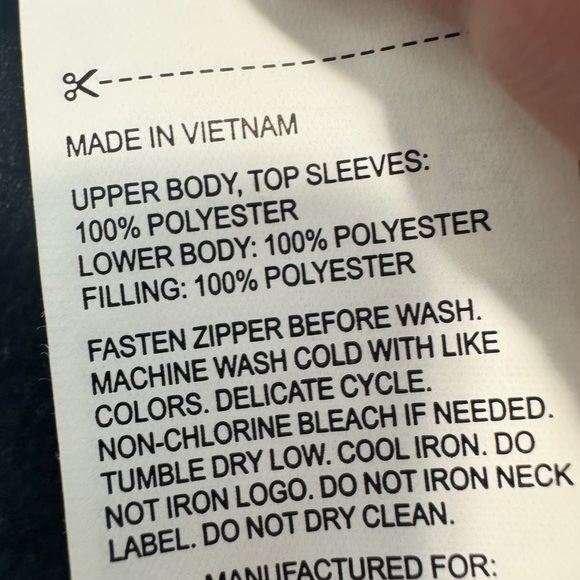 MADE IN VIETNAM
UPPER BODY, TOP SLEEVES:
100% POLYESTER
LOWER BODY: 100% POLYESTER
FILLING: 100% POLYESTER
FASTEN ZIPPER BEFORE WASH.
MACHINE WASH COLD WITH LIKE
COLORS. DELICATE CYCLE.
NON-CHLORINE BLEACH IF NEEDED.
TUMBLE DRY LOW. COOL IRON. DO
NOT IRON LOGO. DO NOT IRON NECK
LABEL. DO NOT DRY CLEAN.
MANUFACTURED FOR: